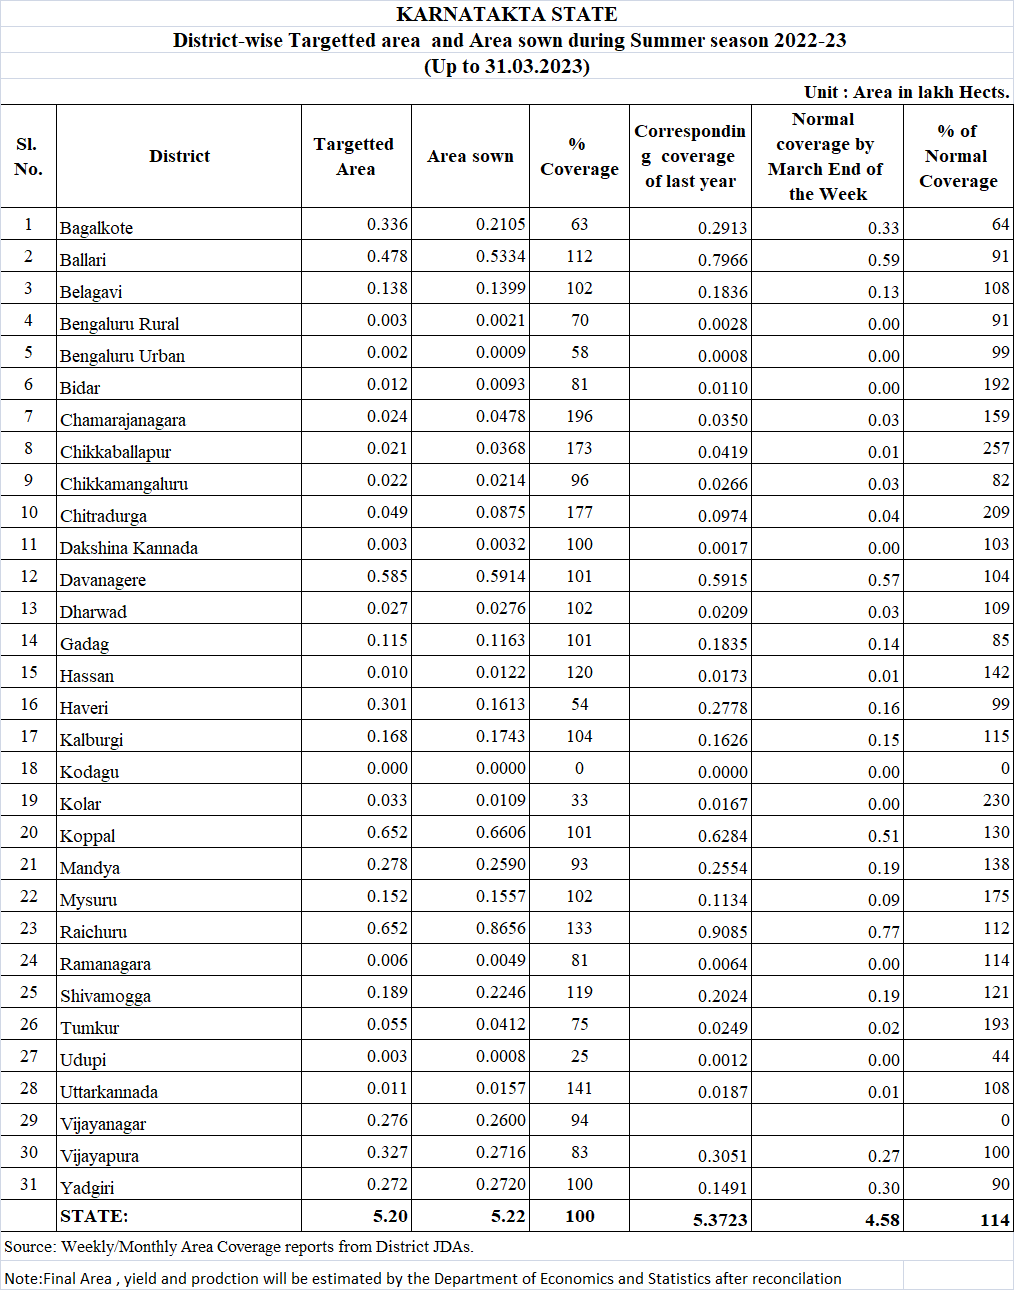 KARNATAKTA STATE
District-wise Targetted area and Area sown during Summer season 2022-23
(Up to 31.03.2023)
Unit : Area in lakh Hects.
Sl. No. District Targetted Area Area sown % Coverage Correspondin g coverage of last year Normal coverage by March End of the Week % of Normal Coverage
1 Bagalkote 0.336 0.2105 63 0.2913 0.33 64
2 Ballari 0.478 0.5334 112 0.7966 0.59 91
3 Belagavi 0.138 0.1399 102 0.1836 0.13 108
4 Bengaluru Rural 0.003 0.0021 70 0.0028 0.00 91
5 Bengaluru Urban 0.002 0.0009 58 0.0008 0.00 99
6 Bidar 0.012 0.0093 81 0.0110 0.00 192
7 Chamarajanagara 0.024 0.0478 196 0.0350 0.03 159
8 Chikkaballapur 0.021 0.0368 173 0.0419 0.01 257
9 Chikkamangaluru 0.022 0.0214 96 0.0266 0.03 82
10 Chitradurga 0.049 0.0875 177 0.0974 0.04 209
11 Dakshina Kannada 0.003 0.0032 100 0.0017 0.00 103
12 Davanagere 0.585 0.5914 101 0.5915 0.57 104
13 Dharwad 0.027 0.0276 102 0.0209 0.03 109
14 Gadag 0.115 0.1163 101 0.1835 0.14 85
15 Hassan 0.010 0.0122 120 0.0173 0.01 142
16 Haveri 0.301 0.1613 54 0.2778 0.16 99
17 Kalburgi 0.168 0.1743 104 0.1626 0.15 115
18 Kodagu 0.000 0.0000 0 0.0000 0.00 0
19 Kolar 0.033 0.0109 33 0.0167 0.00 230
20 Koppal 0.652 0.6606 101 0.6284 0.51 130
21 Mandya 0.278 0.2590 93 0.2554 0.19 138
22 Mysuru 0.152 0.1557 102 0.1134 0.09 175
23 Raichuru 0.652 0.8656 133 0.9085 0.77 112
24 Ramanagara 0.006 0.0049 81 0.0064 0.00 114
25 Shivamogga 0.189 0.2246 119 0.2024 0.19 121
26 Tumkur 0.055 0.0412 75 0.0249 0.02 193
27 Udupi 0.003 0.0008 25 0.0012 0.00 44
28 Uttarkannada 0.011 0.0157 141 0.0187 0.01 108
29 Vijayanagar 0.276 0.2600 94 0
30 Vijayapura 0.327 0.2716 83 0.3051 0.27 100
31 Yadgiri 0.272 0.2720 100 0.1491 0.30 90
STATE: 5.20 5.22 100 5.3723 4.58 114
Source: Weekly/Monthly Area Coverage reports from District JDAs.
Note:Final Area , yield and prodction will be estimated by the Department of Economics and Statistics after reconcilation